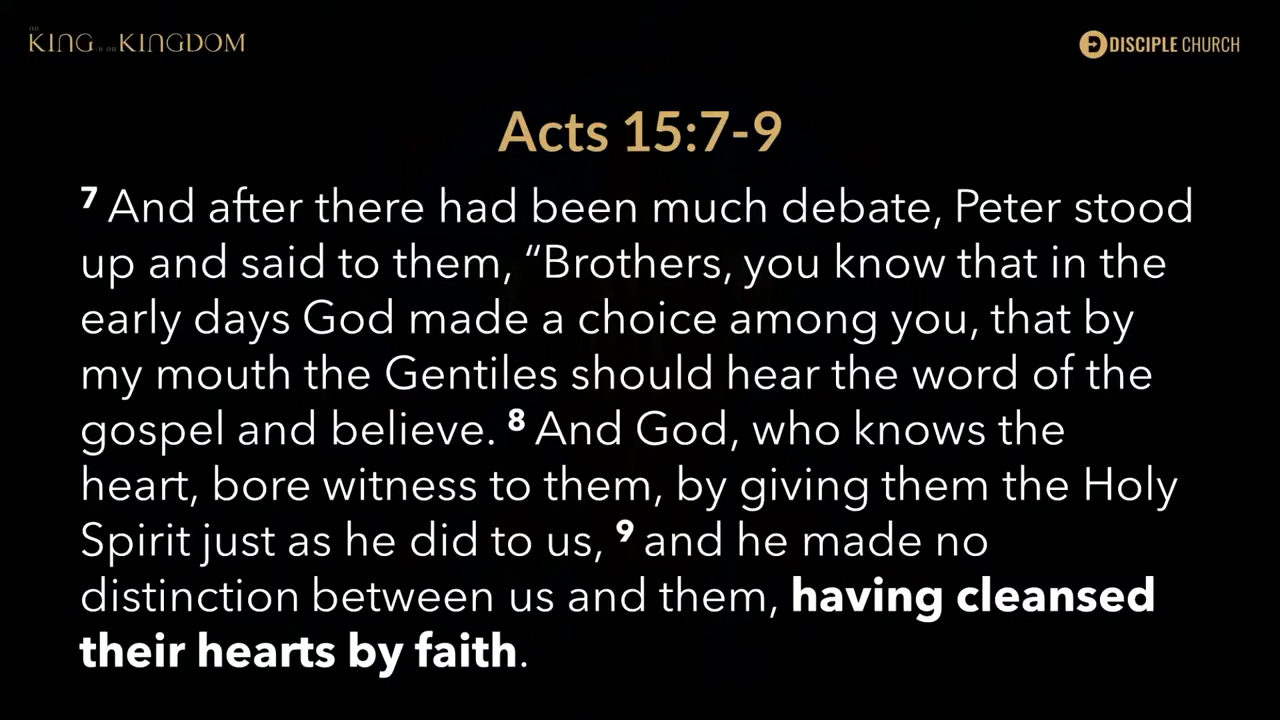 THE KING OF THE KINGDOM
DISCIPLE CHURCH
Acts 15:7-9
7 And after there had been much debate, Peter stood
up and said to them, “Brothers, you know that in the
early days God made a choice among you, that by
my mouth the Gentiles should hear the word of the
gospel and believe. 8 And God, who knows the
heart, bore witness to them, by giving them the Holy
Spirit just as he did to us, 9 and he made no
distinction between us and them, having cleansed
their hearts by faith.